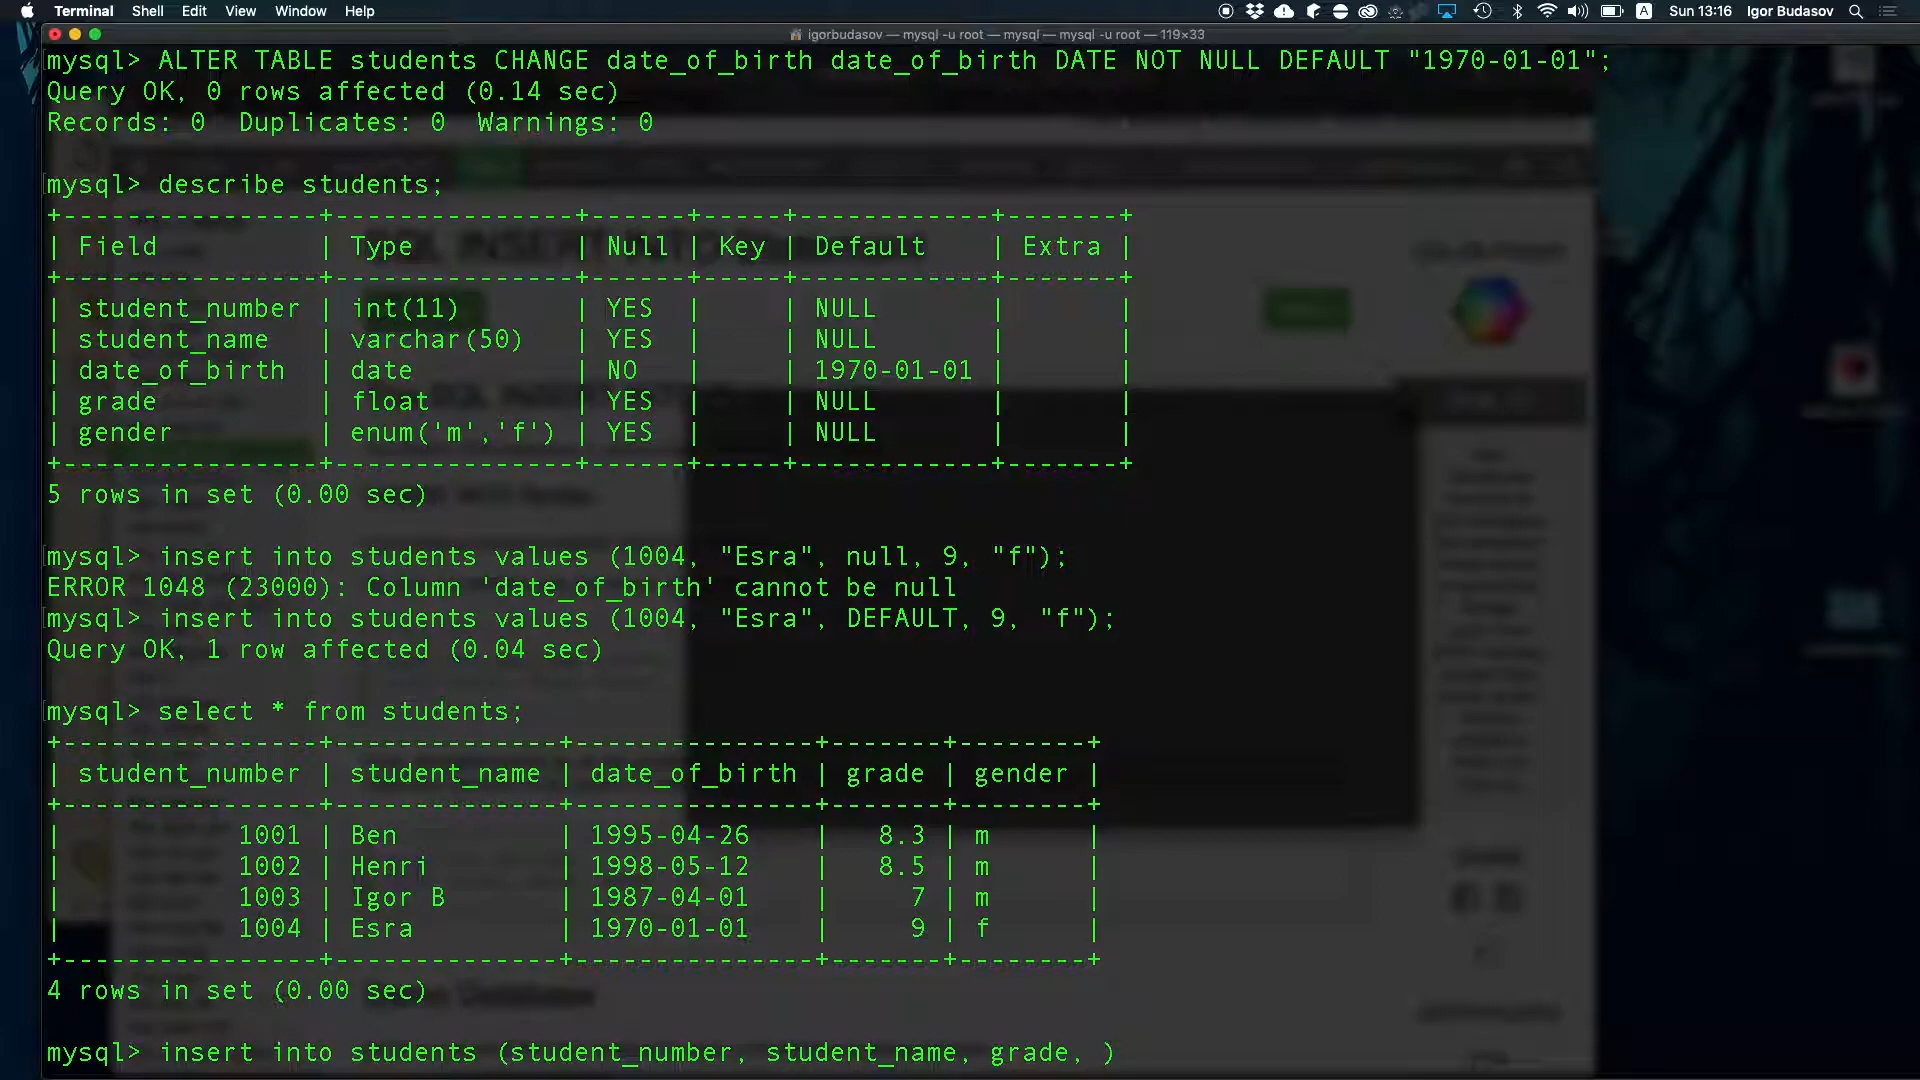 Terminal Shell Edit View Window Help Sun 13:16 Igor Budasov
igorbudasov — mysql -u root — mysql — mysql -u root — 119×33
mysql> ALTER TABLE students CHANGE date_of_birth date_of_birth DATE NOT NULL DEFAULT "1970-01-01";
Query OK, 0 rows affected (0.14 sec)
Records: 0  Duplicates: 0  Warnings: 0
mysql> describe students;
+----------------+---------------+------+-----+------------+-------+
| Field          | Type          | Null | Key | Default    | Extra |
+----------------+---------------+------+-----+------------+-------+
| student_number | int(11)       | YES  |     | NULL       |       |
| student_name   | varchar(50)   | YES  |     | NULL       |       |
| date_of_birth  | date          | NO   |     | 1970-01-01 |       |
| grade          | float         | YES  |     | NULL       |       |
| gender         | enum('m','f') | YES  |     | NULL       |       |
+----------------+---------------+------+-----+------------+-------+
5 rows in set (0.00 sec)
mysql> insert into students values (1004, "Esra", null, 9, "f");
ERROR 1048 (23000): Column 'date_of_birth' cannot be null
mysql> insert into students values (1004, "Esra", DEFAULT, 9, "f");
Query OK, 1 row affected (0.04 sec)
mysql> select * from students;
+----------------+--------------+---------------+-------+--------+
| student_number | student_name | date_of_birth | grade | gender |
+----------------+--------------+---------------+-------+--------+
|           1001 | Ben          | 1995-04-26    |   8.3 | m      |
|           1002 | Henri        | 1998-05-12    |   8.5 | m      |
|           1003 | Igor B       | 1987-04-01    |     7 | m      |
|           1004 | Esra         | 1970-01-01    |     9 | f      |
+----------------+--------------+---------------+-------+--------+
4 rows in set (0.00 sec)
mysql> insert into students (student_number, student_name, grade, )